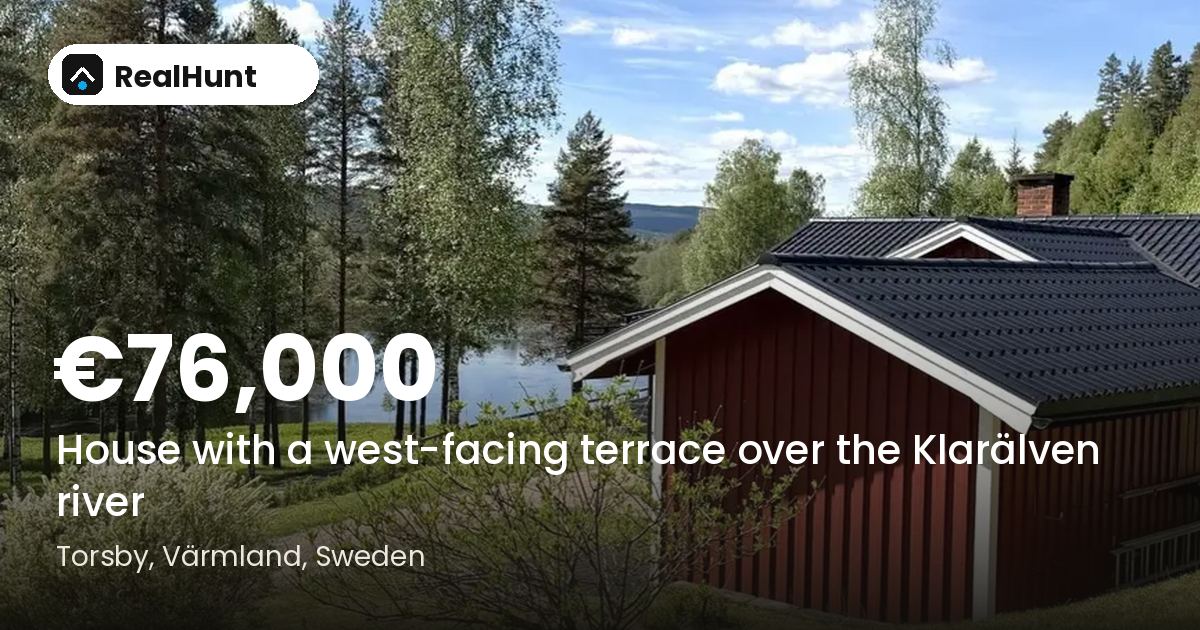 RealHunt
€76,000
House with a west-facing terrace over the Klarälven
river
Torsby, Värmland, Sweden